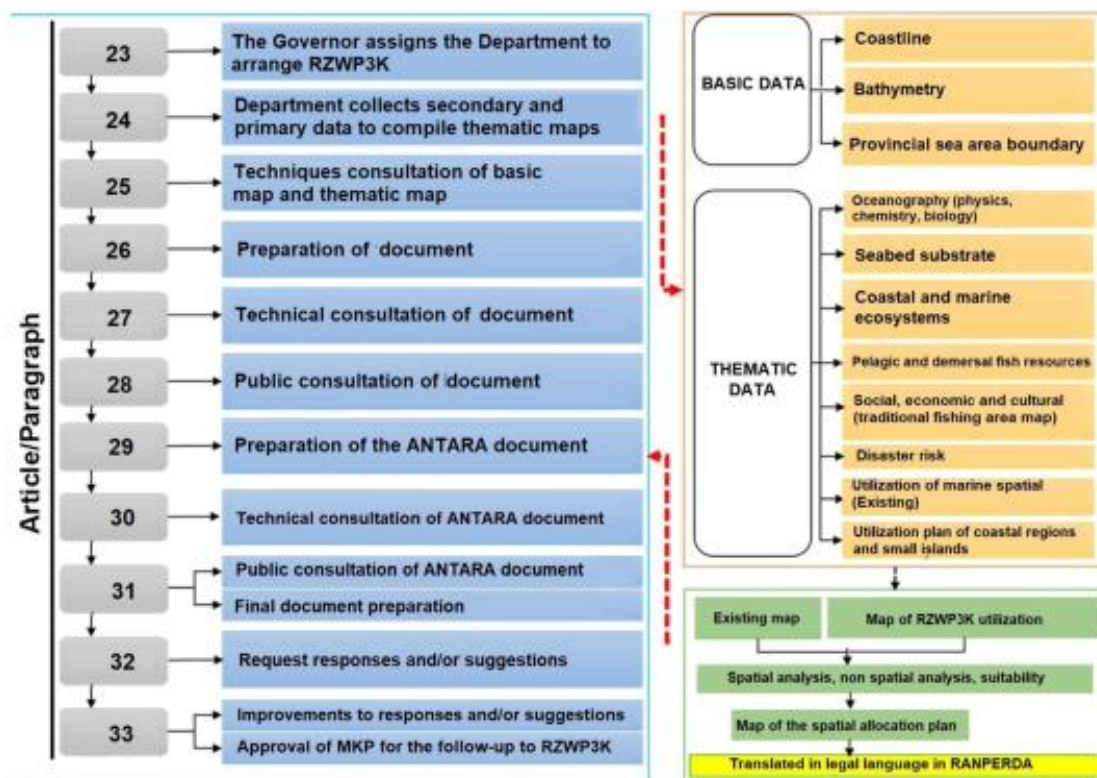 Article/Paragraph
23
The Governor assigns the Department to
arrange RZWP3K
24
Department collects secondary and
primary data to compile thematic maps
25
Techniques consultation of basic
map and thematic map
26
Preparation of document
27
Technical consultation of document
28
Public consultation of document
29
Preparation of the ANTARA document
30
Technical consultation of ANTARA document
31
Public consultation of ANTARA document
Final document preparation
32
Request responses and/or suggestions
33
Improvements to responses and/or suggestions
Approval of MKP for the follow-up to RZWP3K
BASIC DATA
Coastline
Bathymetry
Provincial sea area boundary
THEMATIC
DATA
Oceanography (physics,
chemistry, biology)
Seabed substrate
Coastal and marine
ecosystems
Pelagic and demersal fish resources
Social, economic and cultural
(traditional fishing area map)
Disaster risk
Utilization of marine spatial
(Existing)
Utilization plan of coastal regions
and small islands
Existing map
Map of RZWP3K utilization
Spatial analysis, non spatial analysis, suitability
Map of the spatial allocation plan
Translated in legal language in RANPERDA